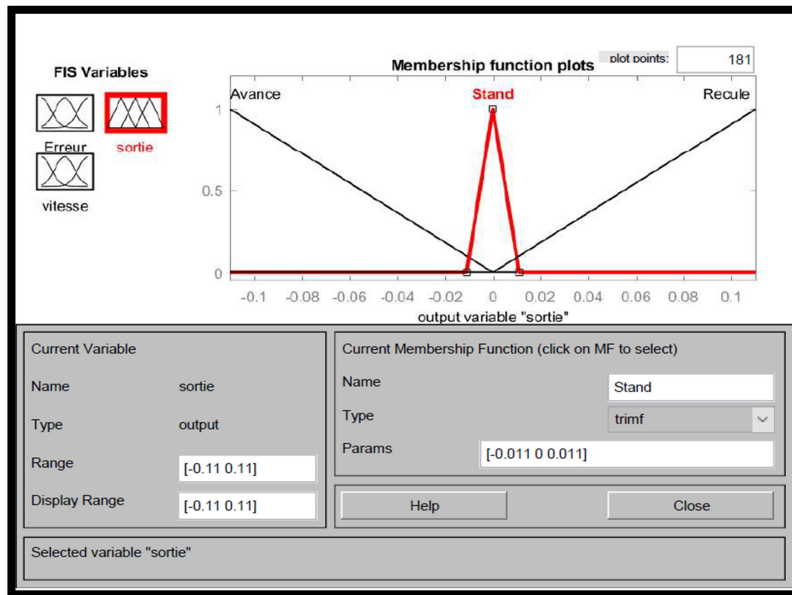 FIS Variables
Membership function plots
plot points:
181
Avance
Stand
Recule
Erreur
sortie
vitesse
1
0.5
0
-0.1 -0.08 -0.06 -0.04 -0.02 0 0.02 0.04 0.06 0.08 0.1
output variable "sortie"
Current Variable
Name sortie
Type output
Range [-0.11 0.11]
Display Range [-0.11 0.11]
Current Membership Function (click on MF to select)
Name Stand
Type trimf
Params [-0.011 0 0.011]
Help
Close
Selected variable "sortie"